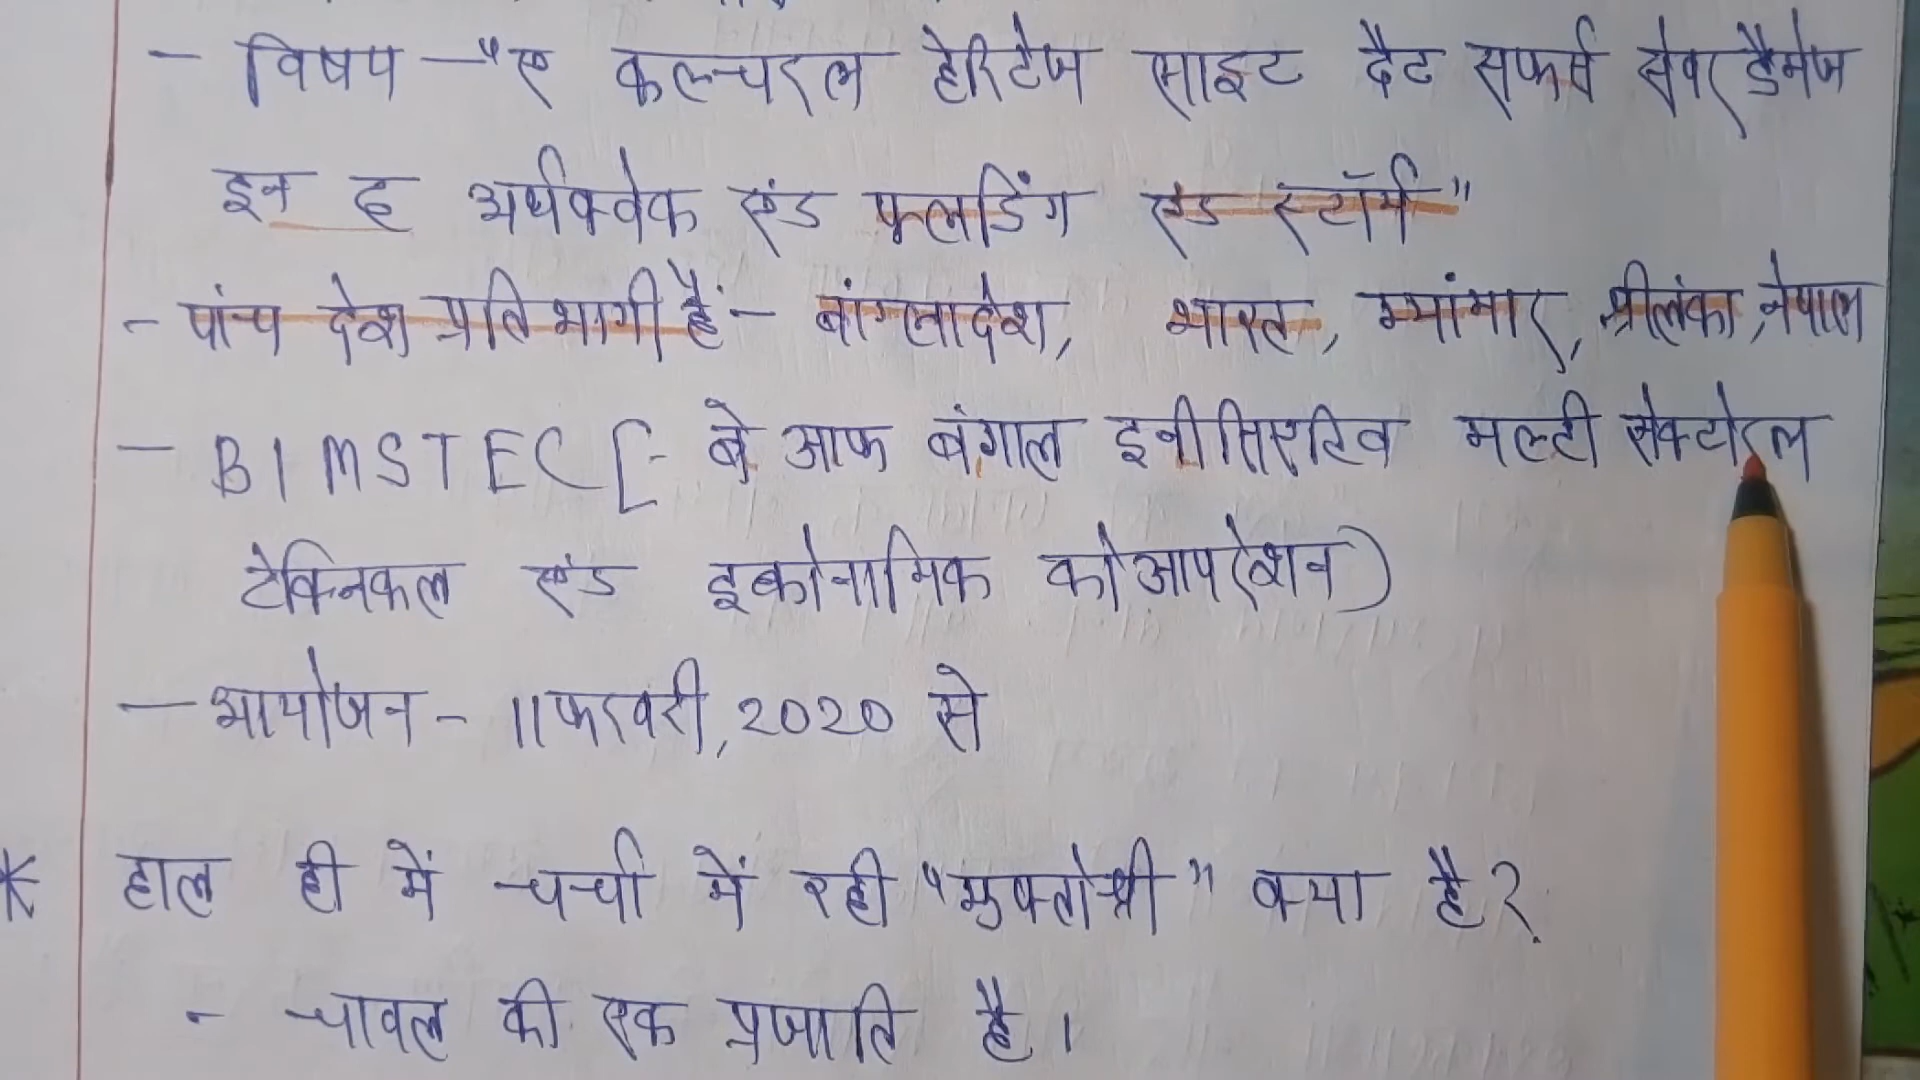 - विषय - "ए कल्चरल हेरिटेज साइट दैट सफर्स सेवर डैमेज
इन द अर्थक्वेक एंड फ्लडिंग एंड स्टॉर्म"
- पांच देश प्रतिभागी हैं - बांग्लादेश, भारत, म्यांमार, श्रीलंका, नेपाल
- BIMSTEC [- बे आफ बंगाल इनीसिएटिव मल्टी सेक्टोरल
टेक्निकल एंड इकोनामिक कोआपरेशन)
- आयोजन - 11 फरवरी, 2020 से
* हाल ही में चर्चा में रही "मुक्तोश्री" क्या है?
- चावल की एक प्रजाति है।